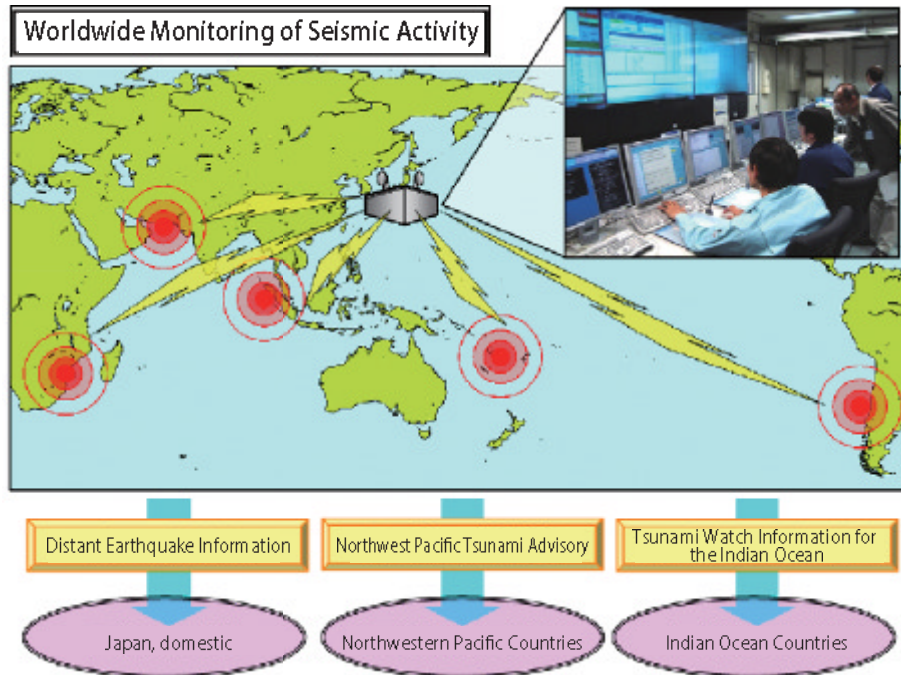 Worldwide Monitoring of Seismic Activity
Distant Earthquake Information
Northwest Pacific Tsunami Advisory
Tsunami Watch Information for
the Indian Ocean
Japan, domestic
Northwestern Pacific Countries
Indian Ocean Countries